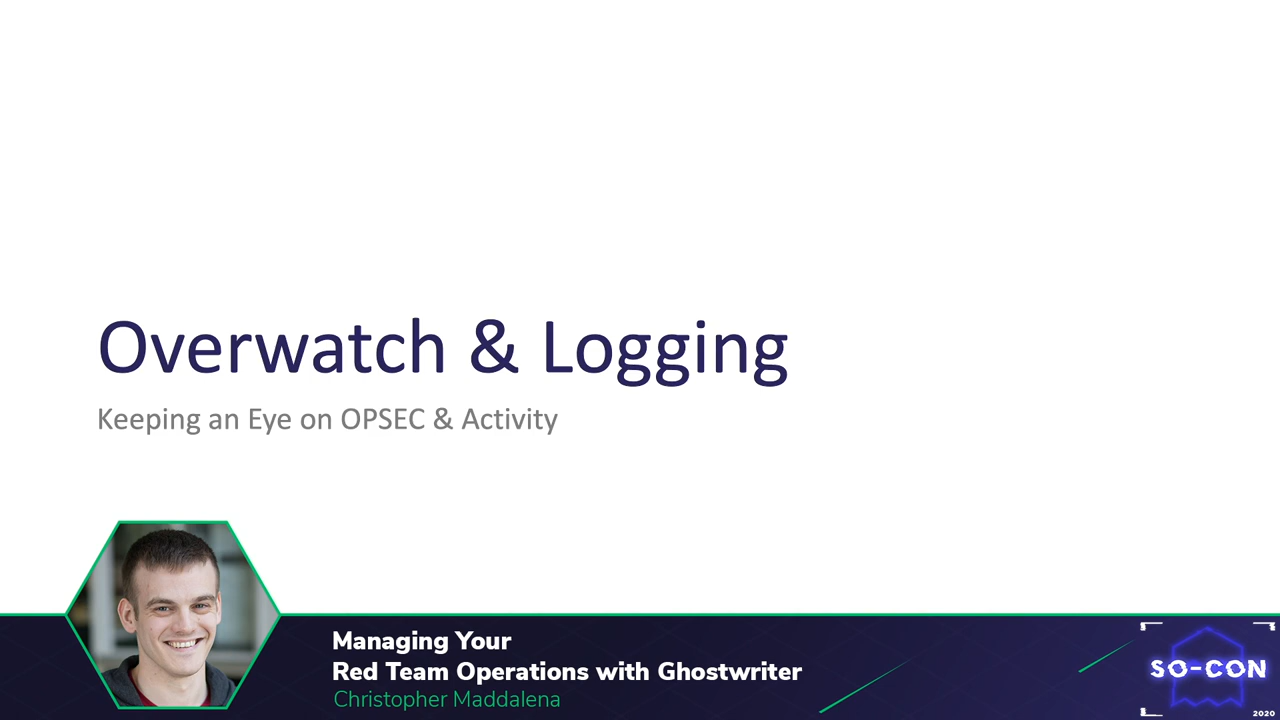 Overwatch & Logging
Keeping an Eye on OPSEC & Activity
Managing Your
Red Team Operations with Ghostwriter
Christopher Maddalena
SO-CON
2020